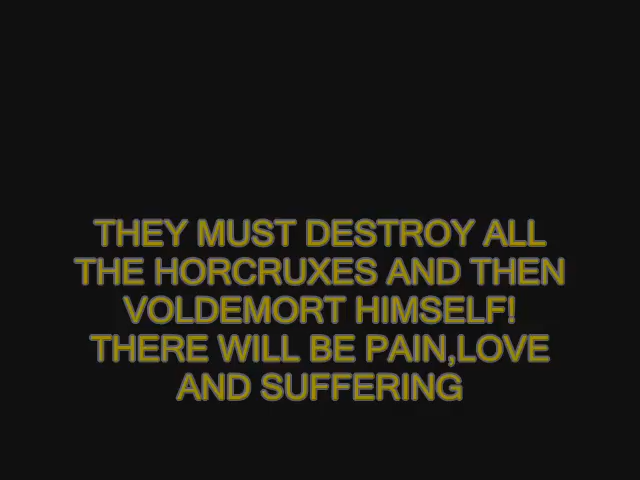 THEY MUST DESTROY ALL
THE HORCRUXES AND THEN
VOLDEMORT HIMSELF!
THERE WILL BE PAIN,LOVE
AND SUFFERING